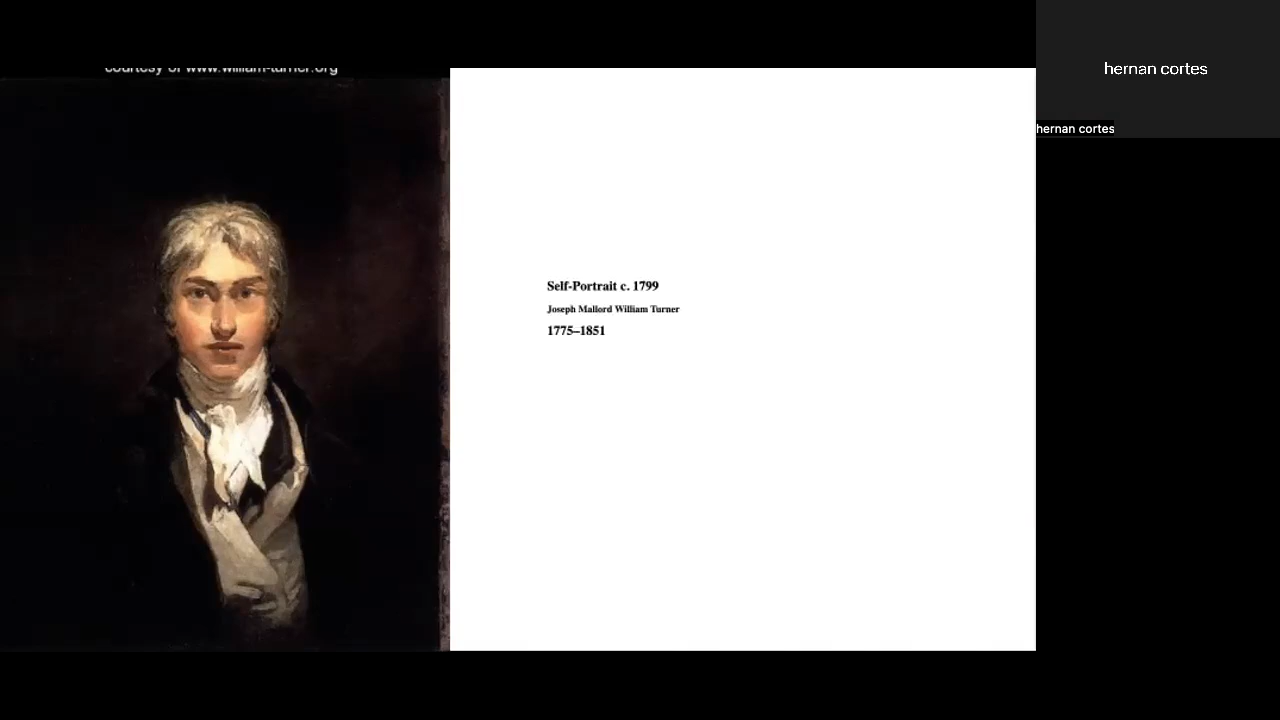 courtesy of www.william-turner.org
hernan cortes
hernan cortes
Self-Portrait c. 1799
Joseph Mallord William Turner
1775–1851